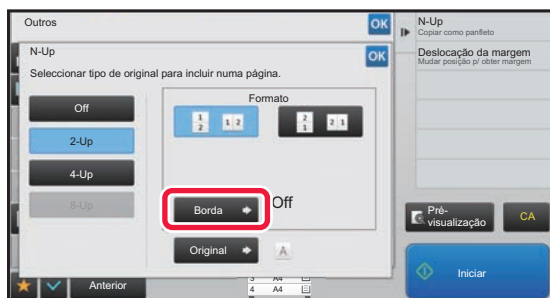 Outros
OK
N-Up
Copiar como panfleto
Deslocação da margem
Mudar posição p/ obter margem
N-Up
OK
Seleccionar tipo de original para incluir numa página.
Off
2-Up
4-Up
8-Up
Formato
1
2
1 2
2
1
2 1
Borda
Off
Original
A
Pré-
visualização
CA
Iniciar
Anterior
3 A4
4 A4